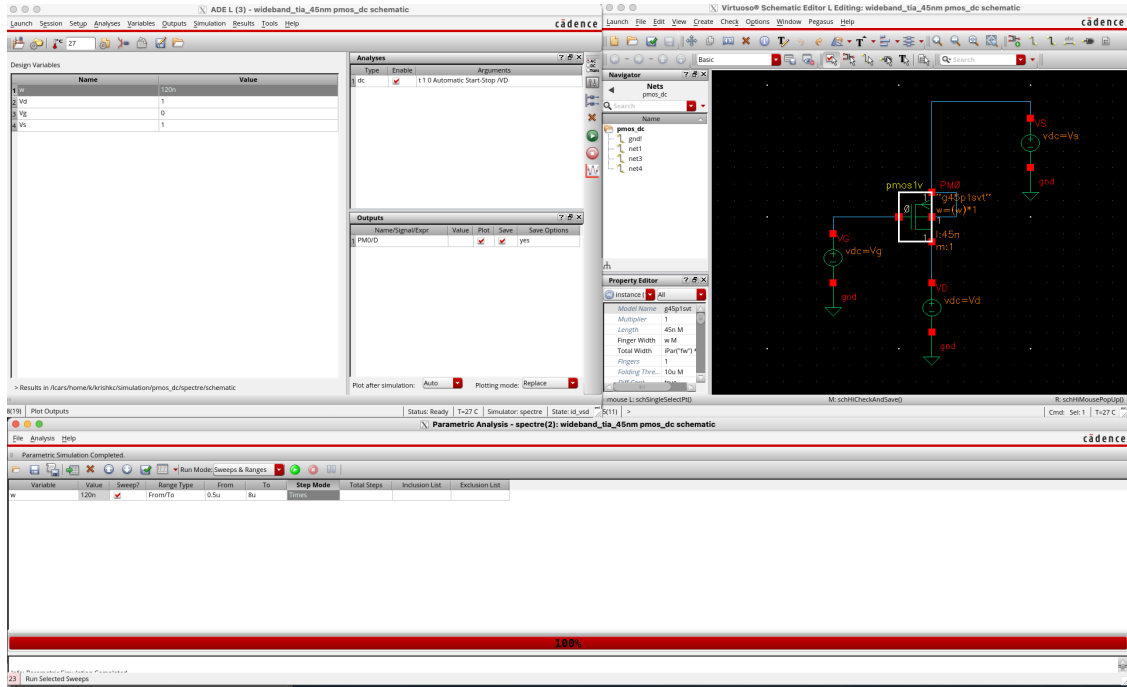 ADE L (3) - wideband_tia_45nm pmos_dc schematic
Launch Session Setup Analyses Variables Outputs Simulation Results Tools Help
cādence
27
Design Variables
Name Value
1 w 120n
2 Vd 1
3 Vg 0
4 Vs 1
> Results in /lcars/home/k/krishkc/simulation/pmos_dc/spectre/schematic
Analyses
Type Enable Arguments
1 dc t 1 0 Automatic Start-Stop /VD
Outputs
Name/Signal/Expr Value Plot Save Save Options
1 PM0/D yes
Plot after simulation: Auto Plotting mode: Replace
8(19) Plot Outputs
Status: Ready T=27 C Simulator: spectre State: id_vsd
Virtuoso® Schematic Editor L Editing: wideband_tia_45nm pmos_dc schematic
Launch File Edit View Create Check Options Window Pegasus Help
cādence
Basic
Search
Navigator
Nets
pmos_dc
Search
Name
pmos_dc
gnd!
net1
net3
net4
Property Editor
instance ( All
Model Name g45p1svt
Multiplier 1
Length 45n M
Finger Width w M
Total Width iPar("fw") *
Fingers 1
Folding Thre... 10u M
VS
vdc=Vs
gnd
pmos1v PM0
"g45p1svt"
w=(w)*1
l:45n
m:1
VG
vdc=Vg
gnd
VD
vdc=Vd
gnd
mouse L: schSingleSelectPt() M: schHiCheckAndSave() R: schHiMousePopUp()
5(11) >
Cmd: Sel: 1 T=27 C
Parametric Analysis - spectre(2): wideband_tia_45nm pmos_dc schematic
File Analysis Help
cādence
Parametric Simulation Completed.
Run Mode: Sweeps & Ranges
Variable Value Sweep? Range Type From To Step Mode Total Steps Inclusion List Exclusion List
w 120n From/To 0.5u 8u Times
100%
23 Run Selected Sweeps